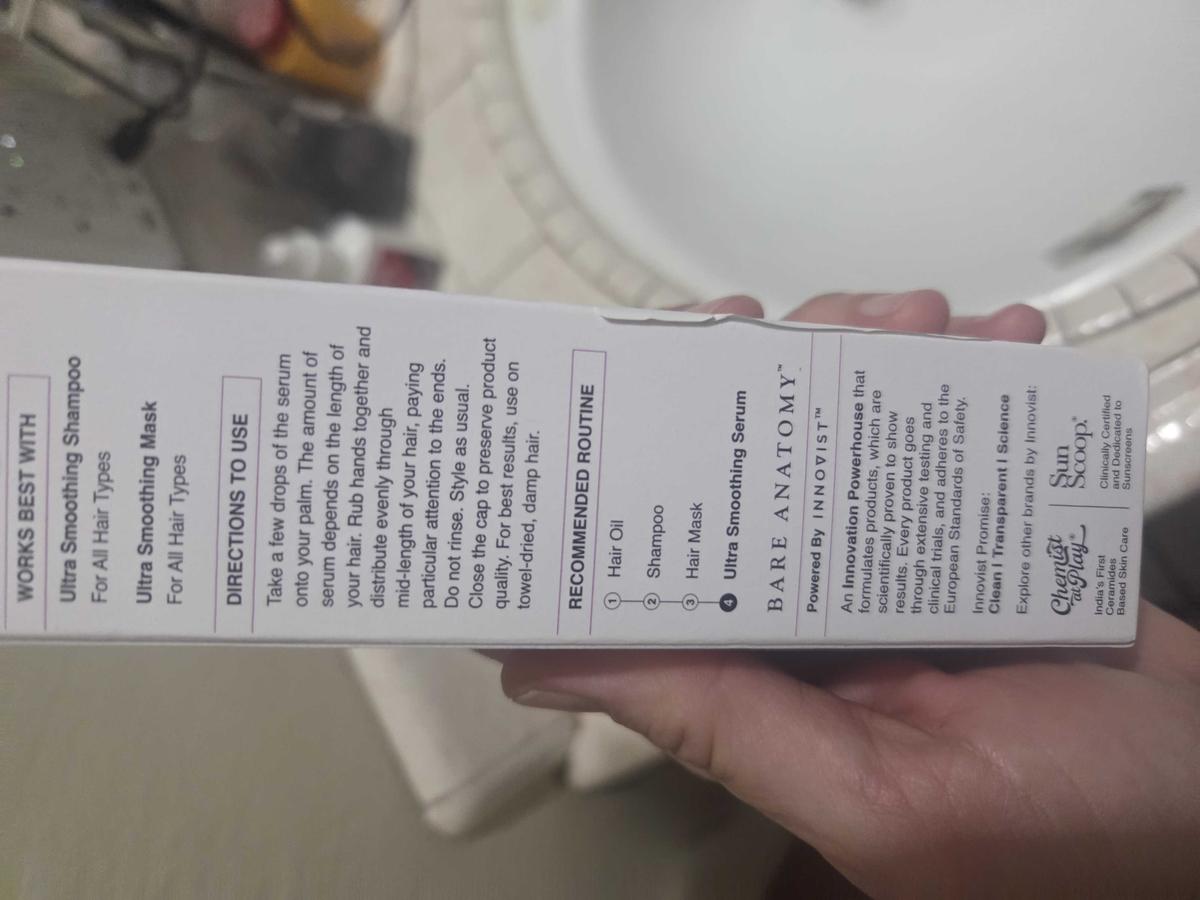 WORKS BEST WITH
Ultra Smoothing Shampoo
For All Hair Types
Ultra Smoothing Mask
For All Hair Types
DIRECTIONS TO USE
Take a few drops of the serum
onto your palm. The amount of
serum depends on the length of
your hair. Rub hands together and
distribute evenly through
mid-length of your hair, paying
particular attention to the ends.
Do not rinse. Style as usual.
Close the cap to preserve product
quality. For best results, use on
towel-dried, damp hair.
RECOMMENDED ROUTINE
1 Hair Oil
2 Shampoo
3 Hair Mask
4 Ultra Smoothing Serum
BARE ANATOMY™
Powered By INNOVIST™
An Innovation Powerhouse that
formulates products, which are
scientifically proven to show
results. Every product goes
through extensive testing and
clinical trials, and adheres to the
European Standards of Safety.
Innovist Promise:
Clean | Transparent | Science
Explore other brands by Innovist:
Chemist
at Play®
India's First
Ceramides
Based Skin Care
Sun
Scoop®
Clinically Certified
and Dedicated to
Sunscreens